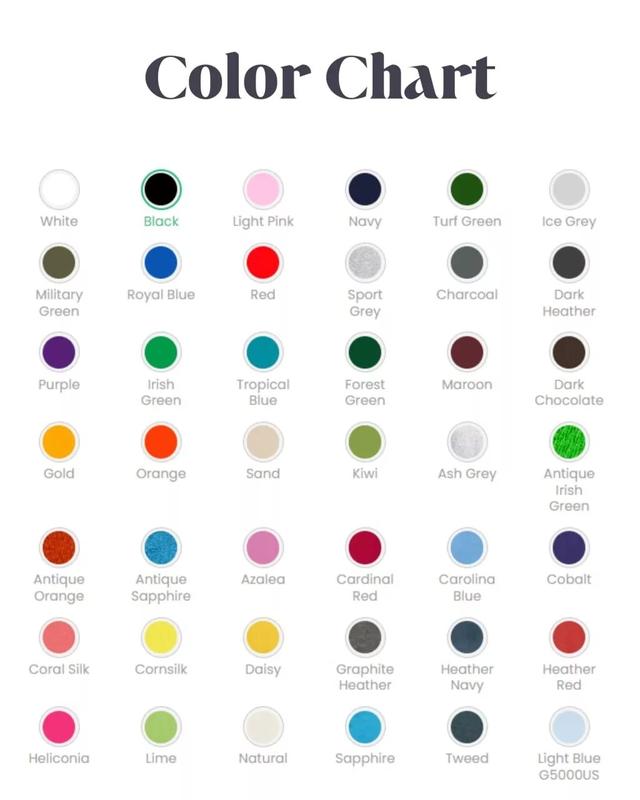 Color Chart
White
Black
Light Pink
Navy
Turf Green
Ice Grey
Military
Green
Royal Blue
Red
Sport
Grey
Charcoal
Dark
Heather
Purple
Irish
Green
Tropical
Blue
Forest
Green
Maroon
Dark
Chocolate
Gold
Orange
Sand
Kiwi
Ash Grey
Antique
Irish
Green
Antique
Orange
Antique
Sapphire
Azalea
Cardinal
Red
Carolina
Blue
Cobalt
Coral Silk
Cornsilk
Daisy
Graphite
Heather
Heather
Navy
Heather
Red
Heliconia
Lime
Natural
Sapphire
Tweed
Light Blue
G5000US